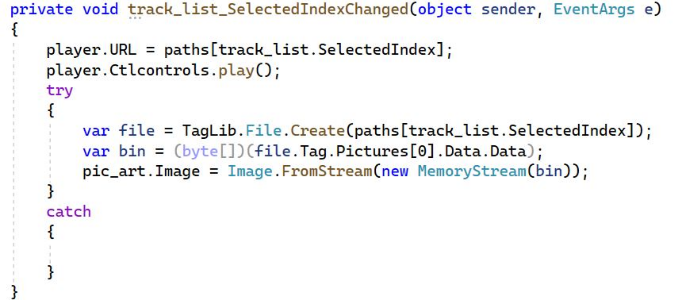 private void track_list_SelectedIndexChanged(object sender, EventArgs e)
{
    player.URL = paths[track_list.SelectedIndex];
    player.Ctlcontrols.play();
    try
    {
        var file = TagLib.File.Create(paths[track_list.SelectedIndex]);
        var bin = (byte[])(file.Tag.Pictures[0].Data.Data);
        pic_art.Image = Image.FromStream(new MemoryStream(bin));
    }
    catch
    {

    }
}